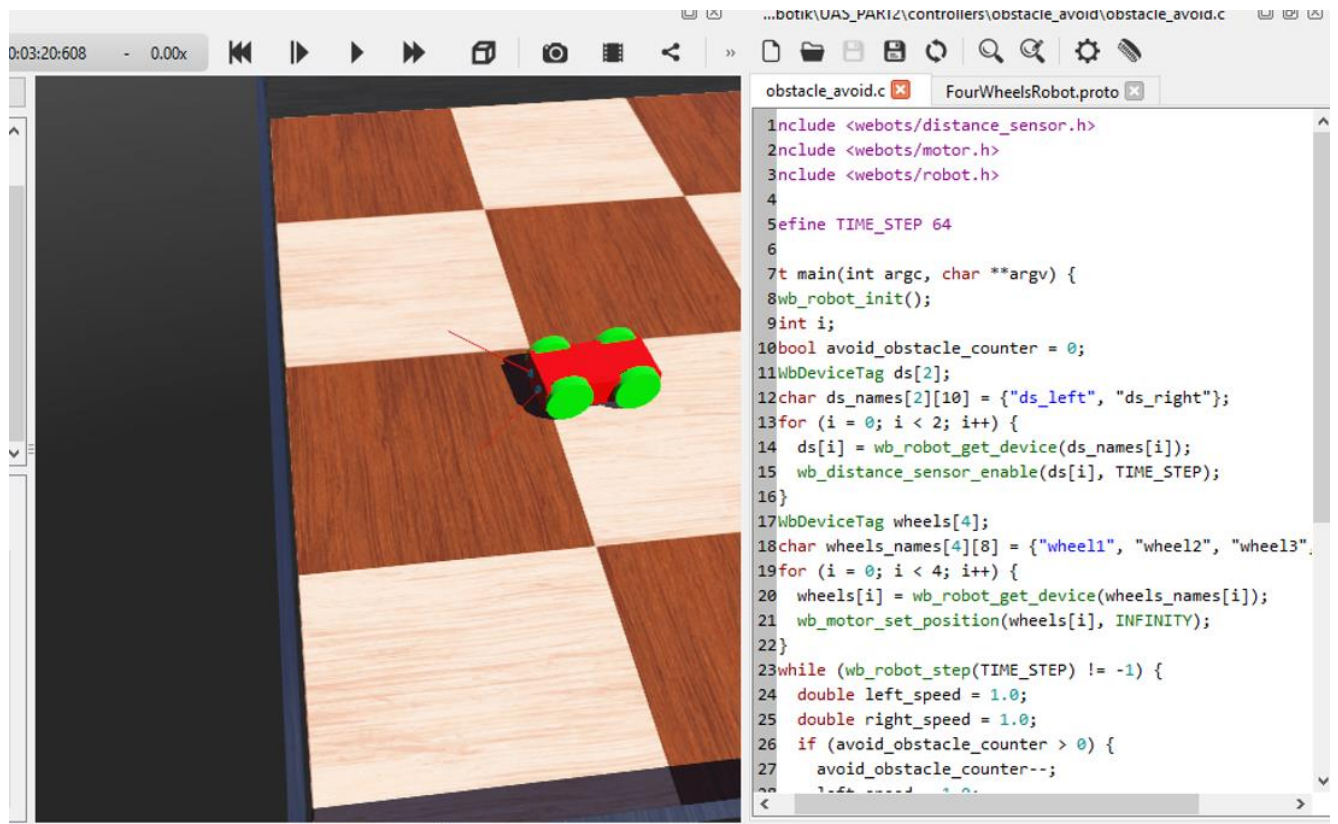 ...botik\UAS_PART2\controllers\obstacle_avoid\obstacle_avoid.c
0:03:20:608 - 0.00x
»
obstacle_avoid.c FourWheelsRobot.proto
1nclude <webots/distance_sensor.h>
2nclude <webots/motor.h>
3nclude <webots/robot.h>
4
5efine TIME_STEP 64
6
7t main(int argc, char **argv) {
8wb_robot_init();
9int i;
10bool avoid_obstacle_counter = 0;
11WbDeviceTag ds[2];
12char ds_names[2][10] = {"ds_left", "ds_right"};
13for (i = 0; i < 2; i++) {
14 ds[i] = wb_robot_get_device(ds_names[i]);
15 wb_distance_sensor_enable(ds[i], TIME_STEP);
16}
17WbDeviceTag wheels[4];
18char wheels_names[4][8] = {"wheel1", "wheel2", "wheel3",
19for (i = 0; i < 4; i++) {
20 wheels[i] = wb_robot_get_device(wheels_names[i]);
21 wb_motor_set_position(wheels[i], INFINITY);
22}
23while (wb_robot_step(TIME_STEP) != -1) {
24 double left_speed = 1.0;
25 double right_speed = 1.0;
26 if (avoid_obstacle_counter > 0) {
27 avoid_obstacle_counter--;